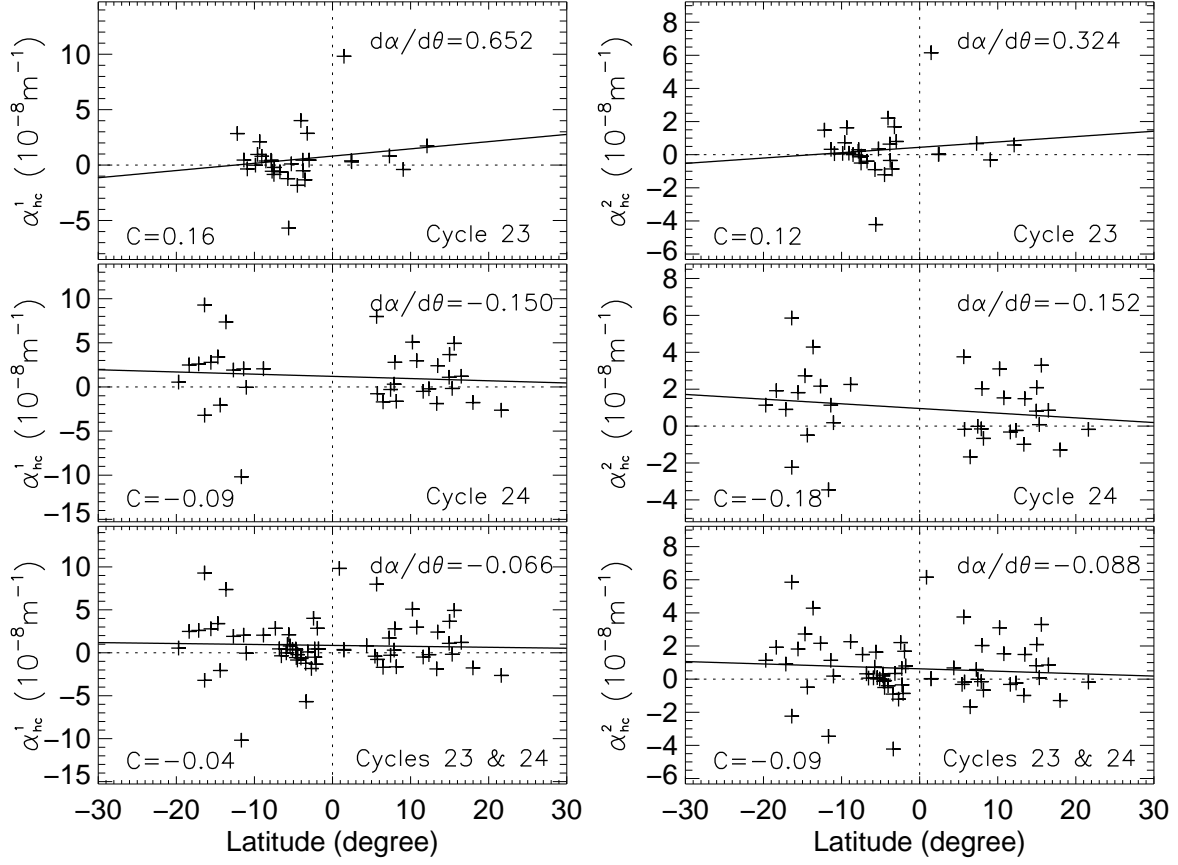 10
5
0
−5
α¹hc (10⁻⁸m⁻¹)
dα/dθ=0.652
C=0.16
Cycle 23
8
6
4
2
0
−2
−4
−6
α²hc (10⁻⁸m⁻¹)
dα/dθ=0.324
C=0.12
Cycle 23
10
5
0
−5
−10
−15
α¹hc (10⁻⁸m⁻¹)
dα/dθ=−0.150
C=−0.09
Cycle 24
8
6
4
2
0
−2
−4
α²hc (10⁻⁸m⁻¹)
dα/dθ=−0.152
C=−0.18
Cycle 24
10
5
0
−5
−10
−15
α¹hc (10⁻⁸m⁻¹)
dα/dθ=−0.066
C=−0.04
Cycles 23 & 24
−30 −20 −10 0 10 20 30
Latitude (degree)
8
6
4
2
0
−2
−4
−6
α²hc (10⁻⁸m⁻¹)
dα/dθ=−0.088
C=−0.09
Cycles 23 & 24
−30 −20 −10 0 10 20 30
Latitude (degree)